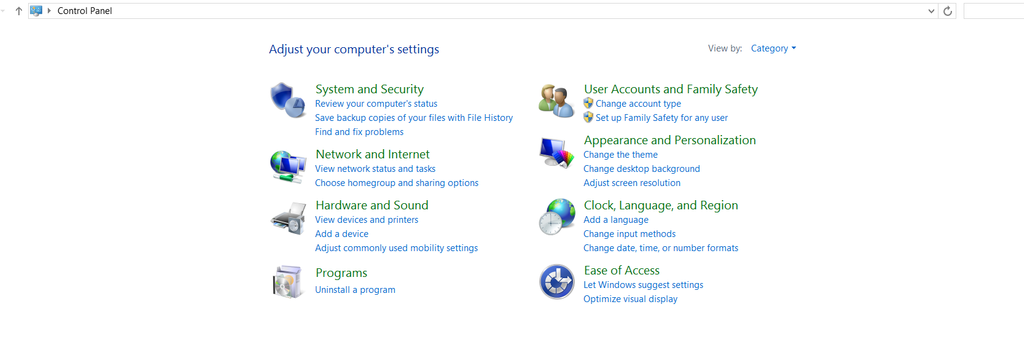 Control Panel
Adjust your computer's settings
View by: Category
System and Security
Review your computer's status
Save backup copies of your files with File History
Find and fix problems
Network and Internet
View network status and tasks
Choose homegroup and sharing options
Hardware and Sound
View devices and printers
Add a device
Adjust commonly used mobility settings
Programs
Uninstall a program
User Accounts and Family Safety
Change account type
Set up Family Safety for any user
Appearance and Personalization
Change the theme
Change desktop background
Adjust screen resolution
Clock, Language, and Region
Add a language
Change input methods
Change date, time, or number formats
Ease of Access
Let Windows suggest settings
Optimize visual display